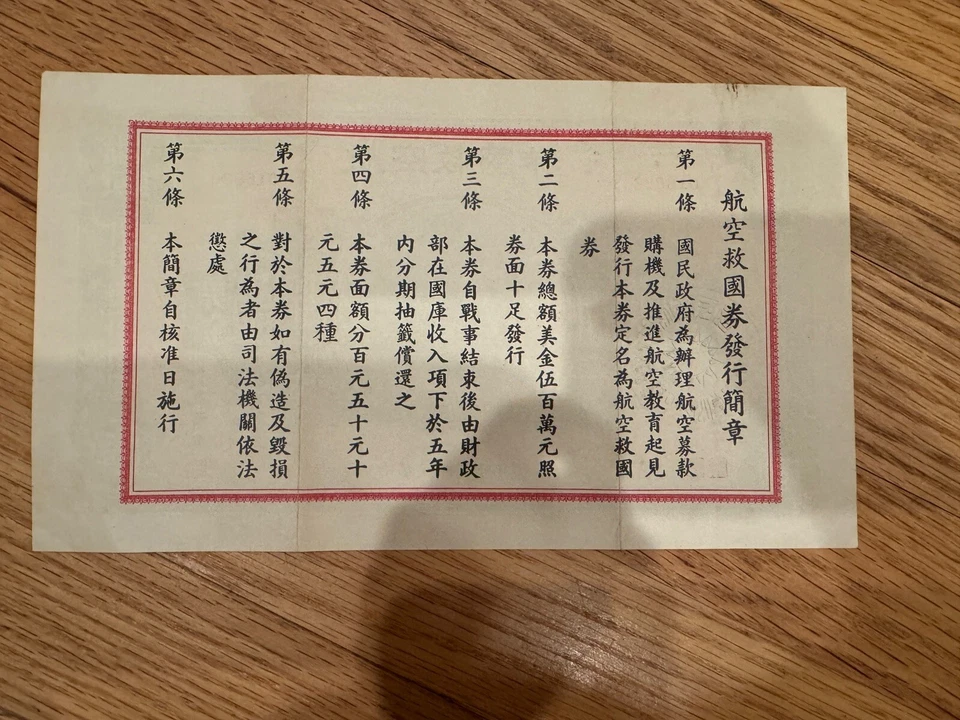 航空救國券發行簡章
第一條 國民政府為辦理航空募款
購機及推進航空教育起見
發行本券定名為航空救國
券
第二條 本券總額美金伍百萬元照
券面十足發行
第三條 本券自戰事結束後由財政
部在國庫收入項下於五年
內分期抽籤償還之
第四條 本券面額分百元五十元十
元五元四種
第五條 對於本券如有偽造及毀損
之行為者由司法機關依法
懲處
第六條 本簡章自核准日施行